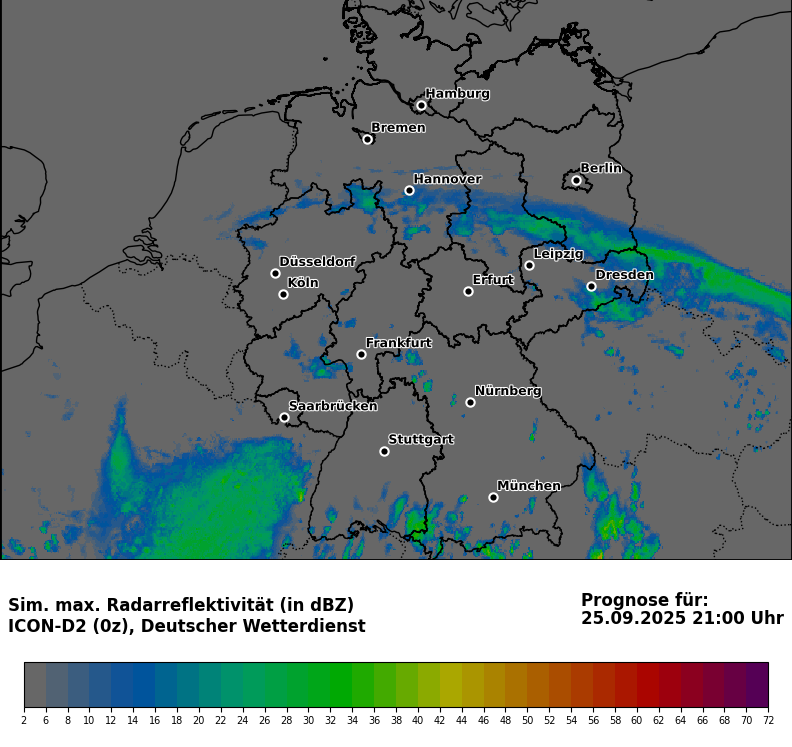 Hamburg
Bremen
Berlin
Hannover
Leipzig
Düsseldorf
Dresden
Köln
Erfurt
Frankfurt
Nürnberg
Saarbrücken
Stuttgart
München
Sim. max. Radarreflektivität (in dBZ)
ICON-D2 (0z), Deutscher Wetterdienst
Prognose für:
25.09.2025 21:00 Uhr
2 6 8 10 12 14 16 18 20 22 24 26 28 30 32 34 36 38 40 42 44 46 48 50 52 54 56 58 60 62 64 66 68 70 72